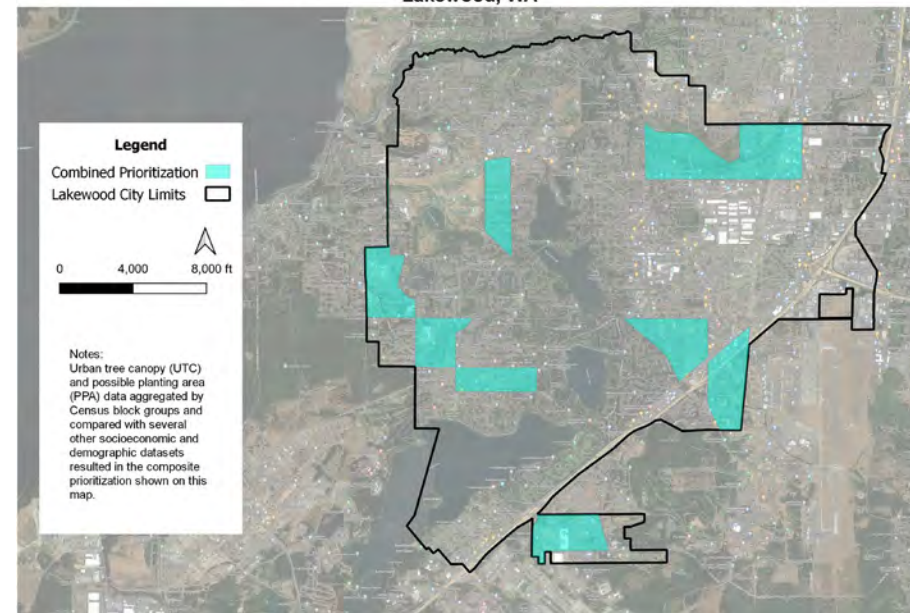 Lakewood, WA
Legend
Combined Prioritization
Lakewood City Limits
0 4,000 8,000 ft
Notes:
Urban tree canopy (UTC)
and possible planting area
(PPA) data aggregated by
Census block groups and
compared with several
other socioeconomic and
demographic datasets
resulted in the composite
prioritization shown on this
map.